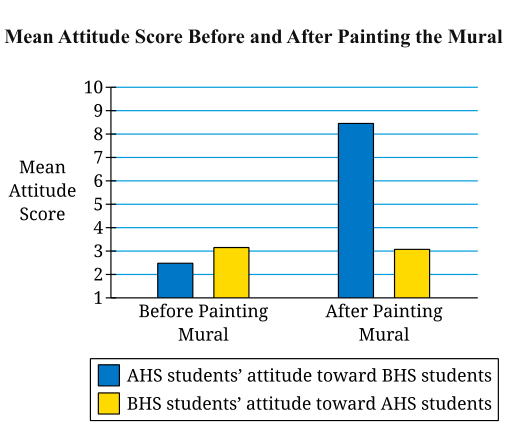 Mean Attitude Score Before and After Painting the Mural
10
9
8
7
6
5
4
3
2
1
Mean
Attitude
Score
Before Painting
Mural
After Painting
Mural
AHS students’ attitude toward BHS students
BHS students’ attitude toward AHS students